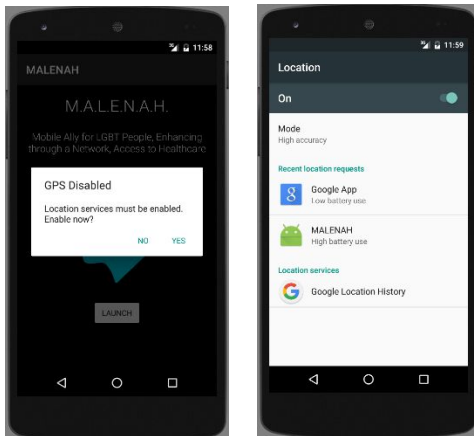 11:58
MALENAH
M.A.L.E.N.A.H.
Mobile Ally for LGBT People, Enhancing
through a Network, Access to Healthcare
GPS Disabled
Location services must be enabled.
Enable now?
NO YES
LAUNCH
11:59
Location
On
Mode
High accuracy
Recent location requests
Google App
Low battery use
MALENAH
High battery use
Location services
Google Location History